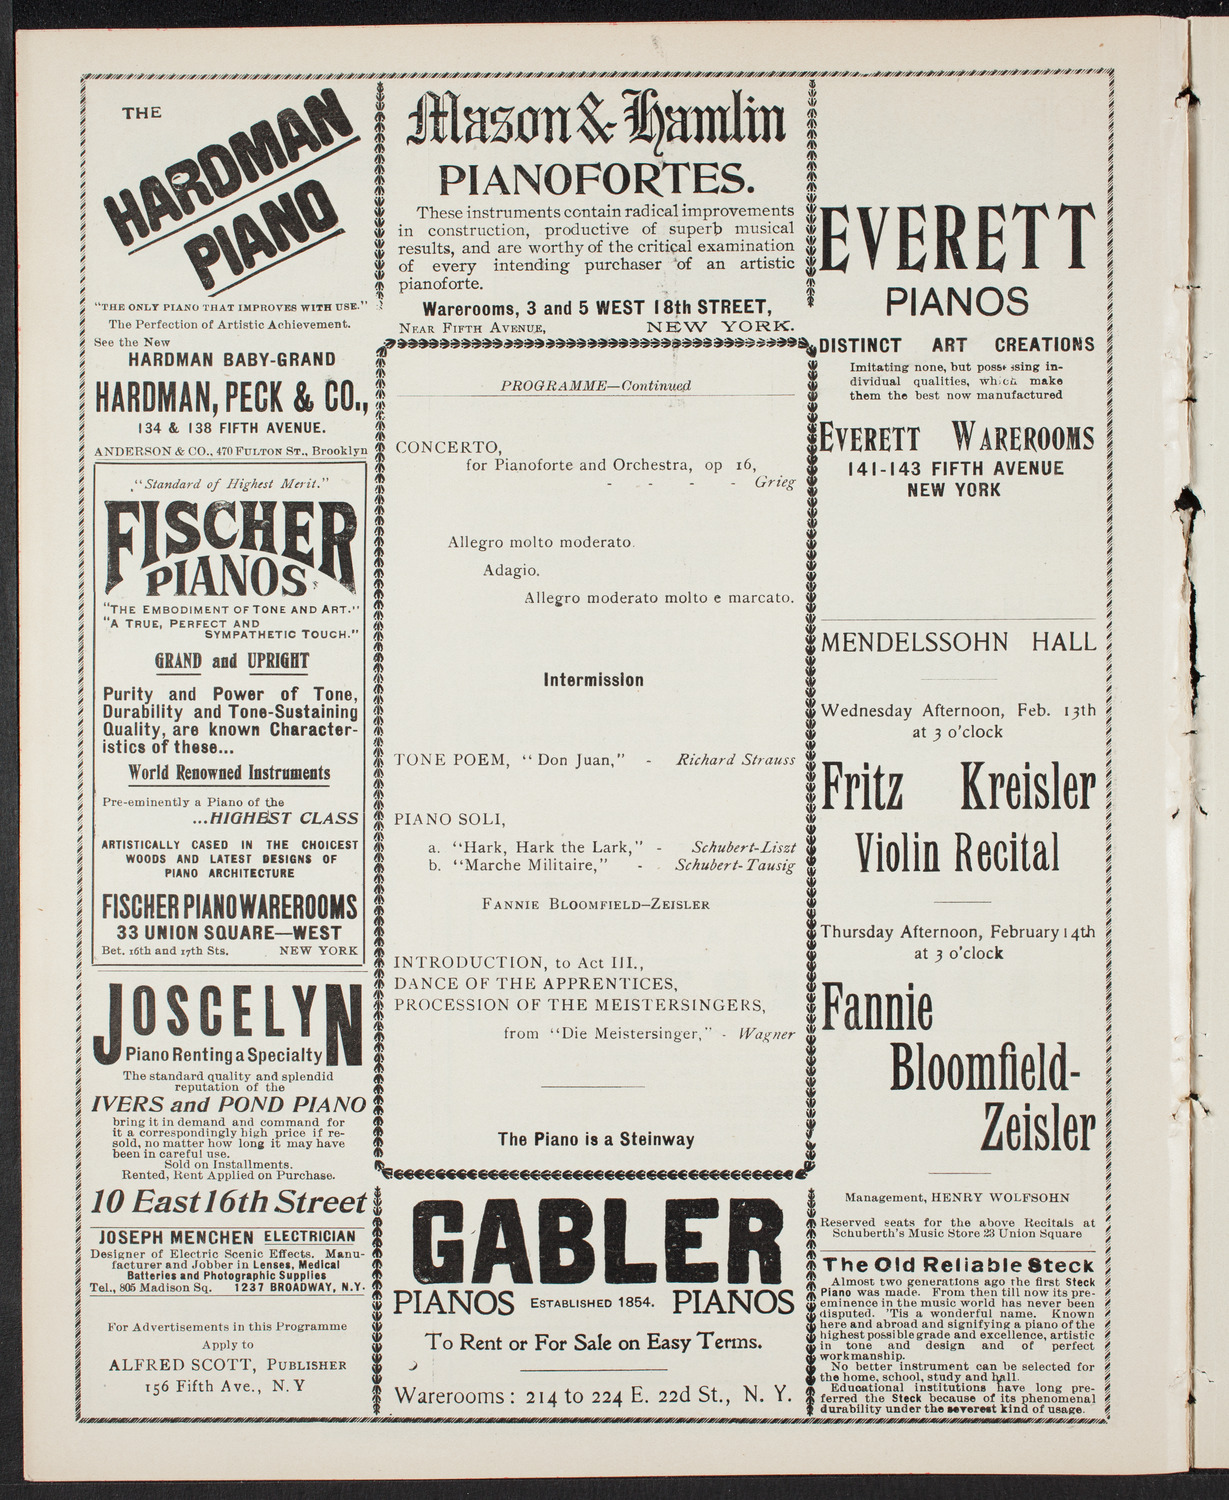 THE
HARDMAN
PIANO
"THE ONLY PIANO THAT IMPROVES WITH USE."
The Perfection of Artistic Achievement.
See the New
HARDMAN BABY-GRAND
HARDMAN, PECK & CO.,
134 & 138 FIFTH AVENUE.
ANDERSON & CO., 470 FULTON ST., Brooklyn
"Standard of Highest Merit."
FISCHER
PIANOS
"THE EMBODIMENT OF TONE AND ART."
"A TRUE, PERFECT AND
SYMPATHETIC TOUCH."
GRAND and UPRIGHT
Purity and Power of Tone,
Durability and Tone-Sustaining
Quality, are known Character-
istics of these...
World Renowned Instruments
Pre-eminently a Piano of the
...HIGHEST CLASS
ARTISTICALLY CASED IN THE CHOICEST
WOODS AND LATEST DESIGNS OF
PIANO ARCHITECTURE
FISCHER PIANO WAREROOMS
33 UNION SQUARE—WEST
Bet. 16th and 17th Sts. NEW YORK
JOSCELYN
Piano Renting a Specialty
The standard quality and splendid
reputation of the
IVERS and POND PIANO
bring it in demand and command for
it a correspondingly high price if re-
sold, no matter how long it may have
been in careful use.
Sold on Installments.
Rented, Rent Applied on Purchase.
10 East 16th Street
JOSEPH MENCHEN ELECTRICIAN
Designer of Electric Scenic Effects. Manu-
facturer and Jobber in Lenses, Medical
Batteries and Photographic Supplies
Tel., 805 Madison Sq. 1237 BROADWAY, N.Y.
For Advertisements in this Programme
Apply to
ALFRED SCOTT, PUBLISHER
156 Fifth Ave., N.Y
Mason & Hamlin
PIANOFORTES.
These instruments contain radical improvements
in construction, productive of superb musical
results, and are worthy of the critical examination
of every intending purchaser of an artistic
pianoforte.
Warerooms, 3 and 5 WEST 18th STREET,
NEAR FIFTH AVENUE, NEW YORK.
PROGRAMME—Continued
CONCERTO,
for Pianoforte and Orchestra, op 16,
- - - - Grieg
Allegro molto moderato.
Adagio.
Allegro moderato molto e marcato.
Intermission
TONE POEM, "Don Juan," - Richard Strauss
PIANO SOLI,
a. "Hark, Hark the Lark," - Schubert-Liszt
b. "Marche Militaire," - Schubert-Tausig
FANNIE BLOOMFIELD-ZEISLER
INTRODUCTION, to Act III.,
DANCE OF THE APPRENTICES,
PROCESSION OF THE MEISTERSINGERS,
from "Die Meistersinger," - Wagner
The Piano is a Steinway
GABLER
PIANOS ESTABLISHED 1854. PIANOS
To Rent or For Sale on Easy Terms.
Warerooms: 214 to 224 E. 22d St., N. Y.
EVERETT
PIANOS
DISTINCT ART CREATIONS
Imitating none, but possessing in-
dividual qualities, which make
them the best now manufactured
EVERETT WAREROOMS
141-143 FIFTH AVENUE
NEW YORK
MENDELSSOHN HALL
Wednesday Afternoon, Feb. 13th
at 3 o'clock
Fritz Kreisler
Violin Recital
Thursday Afternoon, February 14th
at 3 o'clock
Fannie
Bloomfield-
Zeisler
Management, HENRY WOLFSOHN
Reserved seats for the above Recitals at
Schuberth's Music Store 23 Union Square
The Old Reliable Steck
Almost two generations ago the first Steck
Piano was made. From then till now its pre-
eminence in the music world has never been
disputed. 'Tis a wonderful name. Known
here and abroad and signifying a piano of the
highest possible grade and excellence, artistic
in tone and design and of perfect
workmanship.
No better instrument can be selected for
the home, school, study and hall.
Educational institutions have long pre-
ferred the Steck because of its phenomenal
durability under the severest kind of usage.